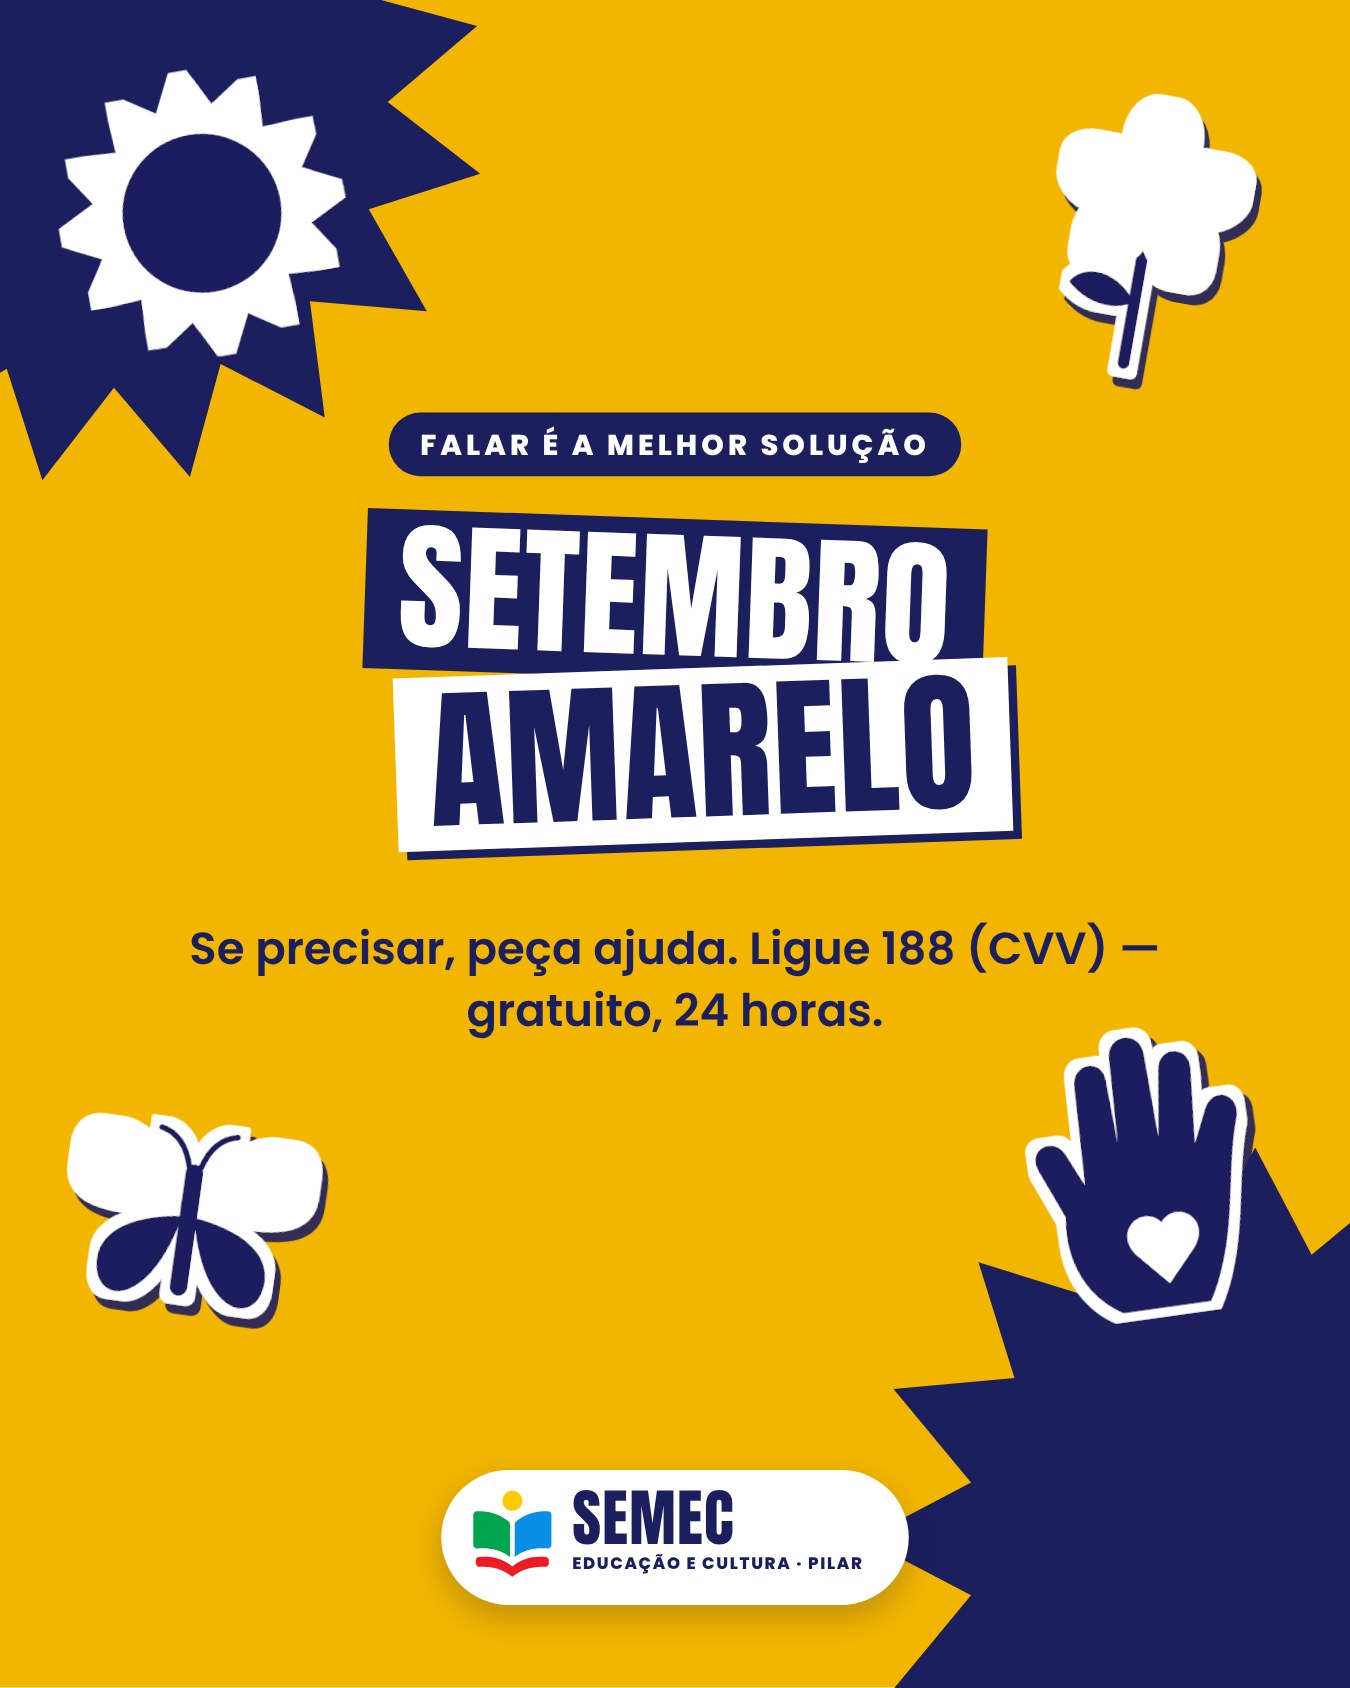 FALAR É A MELHOR SOLUÇÃO
SETEMBRO
AMARELO
Se precisar, peça ajuda. Ligue 188 (CVV) —
gratuito, 24 horas.
SEMEC
EDUCAÇÃO E CULTURA · PILAR